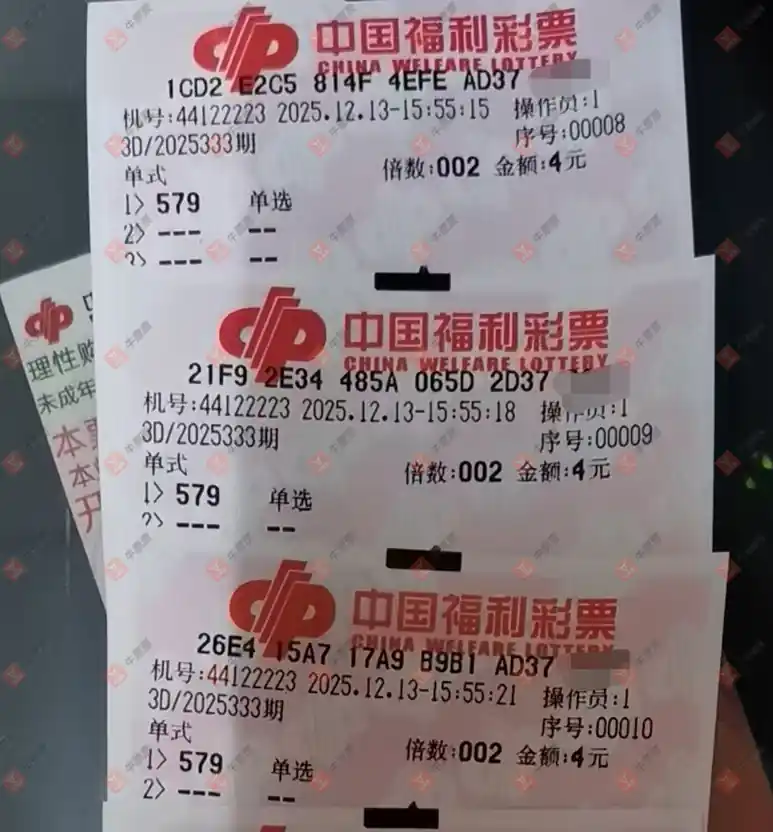 中国福利彩票
CHINA WELFARE LOTTERY
1CD2 E2C5 814F 4EFE AD37
机号:44122223 2025.12.13-15:55:15 操作员:1
3D/2025333期 序号:00008
单式 倍数:002 金额:4元
1> 579 单选
2> --- --
--- --
中国福利彩票
CHINA WELFARE LOTTERY
21F9 2E34 485A 065D 2D37
机号:44122223 2025.12.13-15:55:18 操作员:1
3D/2025333期 序号:00009
单式 倍数:002 金额:4元
1> 579 单选
2> --- --
中国福利彩票
CHINA WELFARE LOTTERY
26E4 15A7 17A9 B9B1 AD37
机号:44122223 2025.12.13-15:55:21 操作员:1
3D/2025333期 序号:00010
单式 倍数:002 金额:4元
1> 579 单选
2> --- --
理性购
未成年
本票